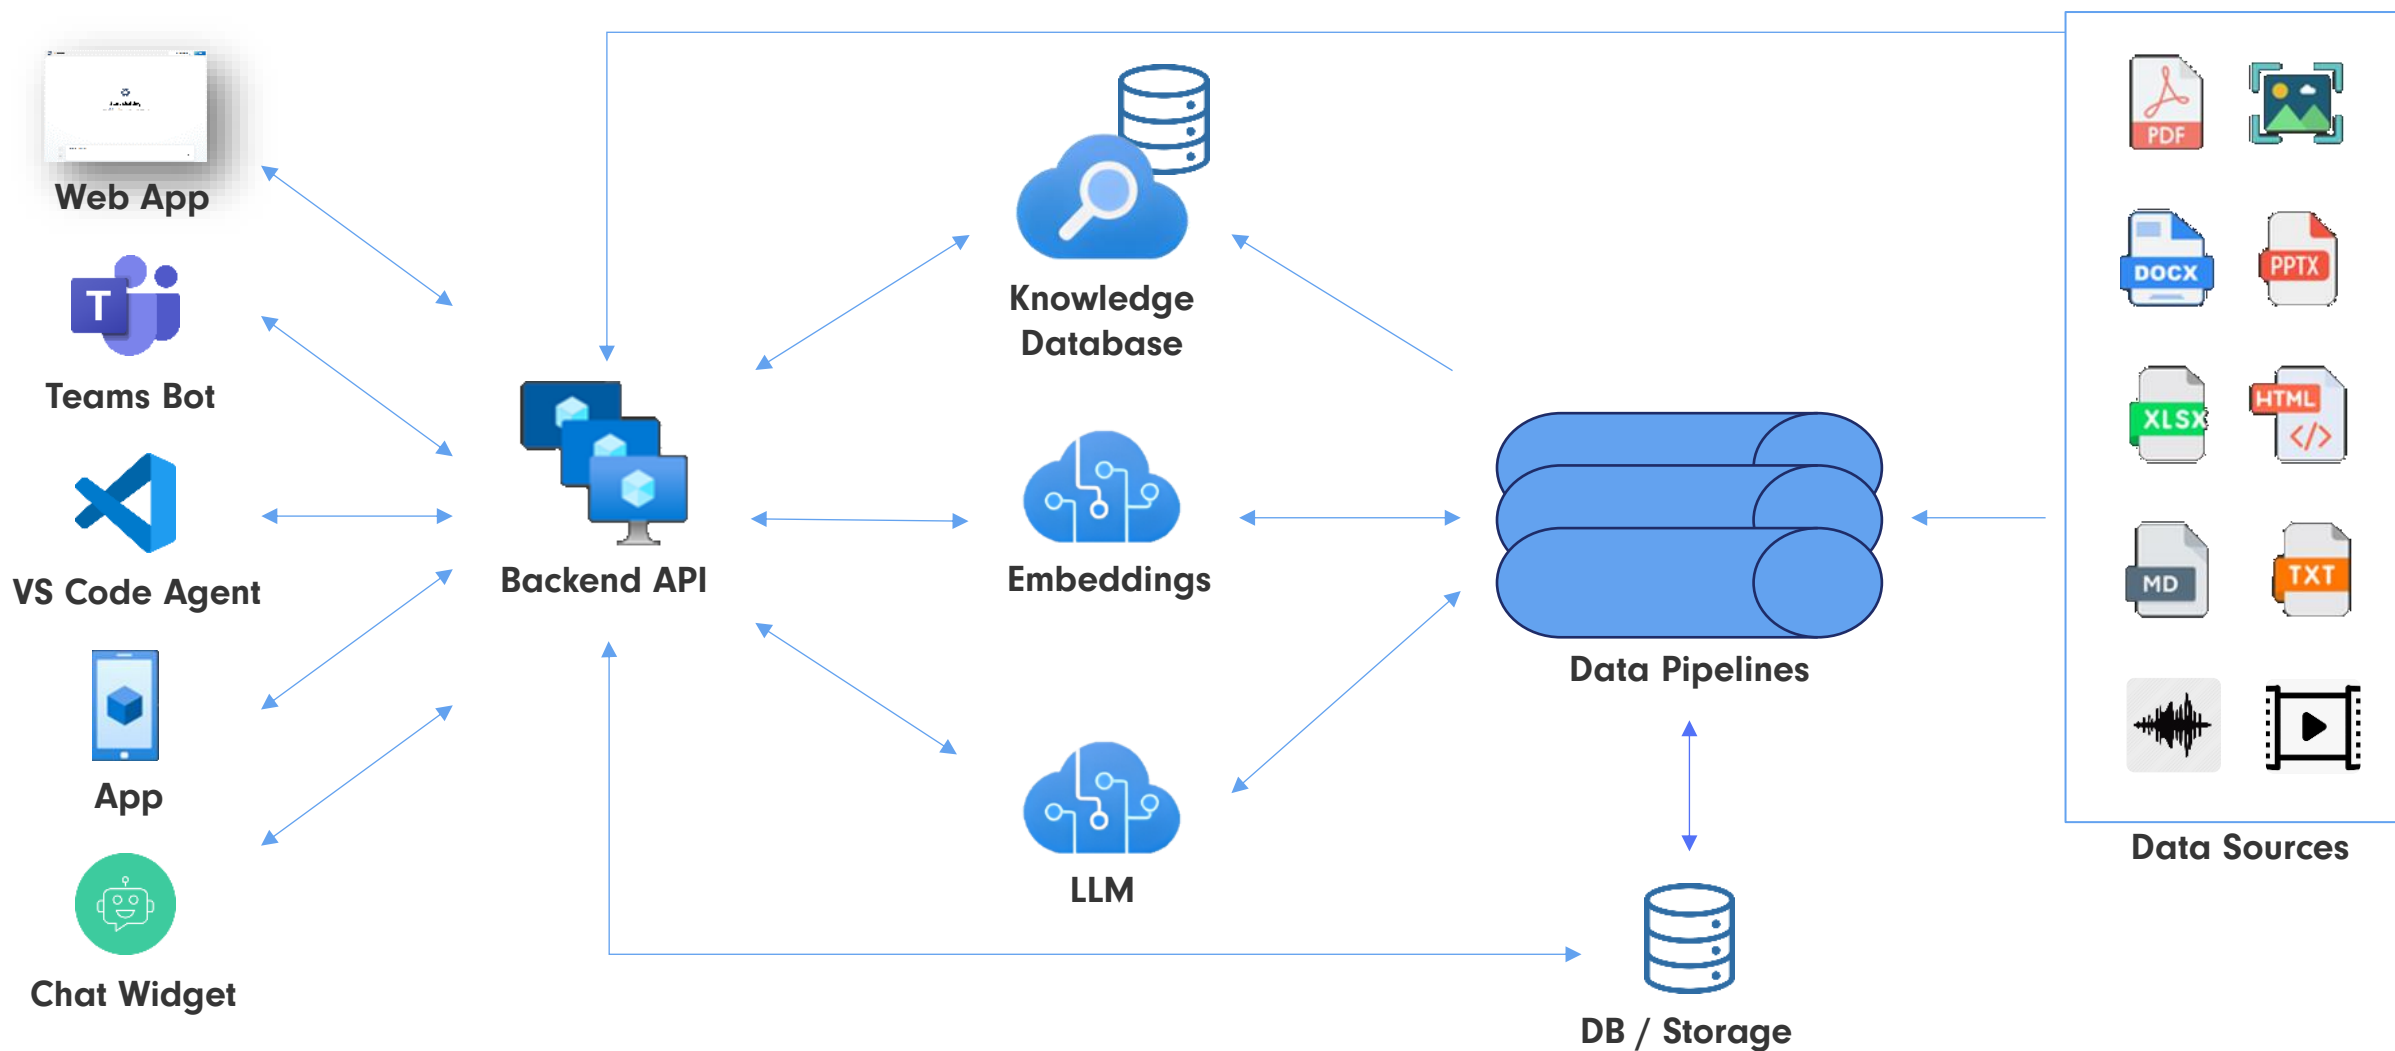 Web App
T
Teams Bot
VS Code Agent
App
Chat Widget
Backend API
Knowledge
Database
Embeddings
LLM
Data Pipelines
DB / Storage
PDF
DOCX
PPTX
XLSX
HTML
</>
MD
TXT
Data Sources